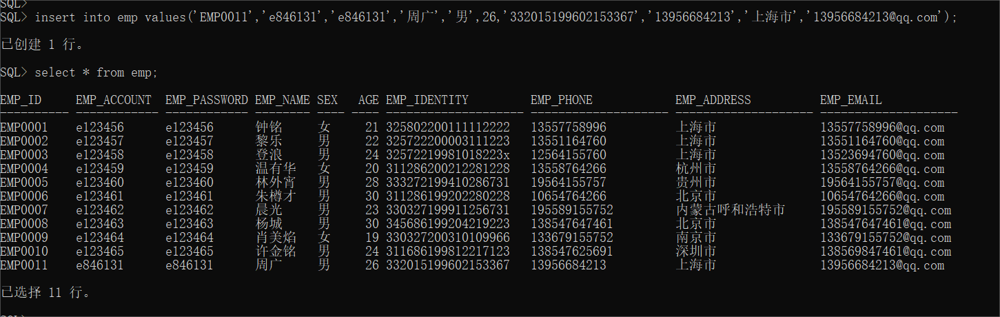 SQL>
SQL> insert into emp values('EMP0011','e846131','e846131','周广','男',26,'332015199602153367','13956684213','上海市','13956684213@qq.com');
已创建 1 行。
SQL> select * from emp;
EMP_ID     EMP_ACCOUNT  EMP_PASSWORD EMP_NAME SEX   AGE EMP_IDENTITY         EMP_PHONE            EMP_ADDRESS          EMP_EMAIL
---------- ------------ ------------ -------- ---- ---- -------------------- -------------------- -------------------- --------------------
EMP0001    e123456      e123456      钟铭     女     21 325802200111112222   13557758996          上海市               13557758996@qq.com
EMP0002    e123457      e123457      黎乐     男     22 325722200003111223   13551164760          上海市               13551164760@qq.com
EMP0003    e123458      e123458      登浪     男     24 32572219981018223x   12564155760          上海市               13523694760@qq.com
EMP0004    e123459      e123459      温有华   女     20 311286200212281228   13558764266          杭州市               13558764266@qq.com
EMP0005    e123460      e123460      林外宵   男     28 333272199410286731   19564155757          贵州市               19564155757@qq.com
EMP0006    e123461      e123461      朱樽才   男     30 311286199202280228   10654764266          北京市               10654764266@qq.com
EMP0007    e123462      e123462      晨光     男     23 330327199911256731   195589155752         内蒙古呼和浩特市     195589155752@qq.com
EMP0008    e123463      e123463      杨城     男     30 345686199204219223   138547647461         北京市               138547647461@qq.com
EMP0009    e123464      e123464      肖美焰   女     19 330327200310109966   133679155752         南京市               133679155752@qq.com
EMP0010    e123465      e123465      许金铭   男     24 311686199812217123   138547625691         深圳市               138569847461@qq.com
EMP0011    e846131      e846131      周广     男     26 332015199602153367   13956684213          上海市               13956684213@qq.com
已选择 11 行。
SQL>